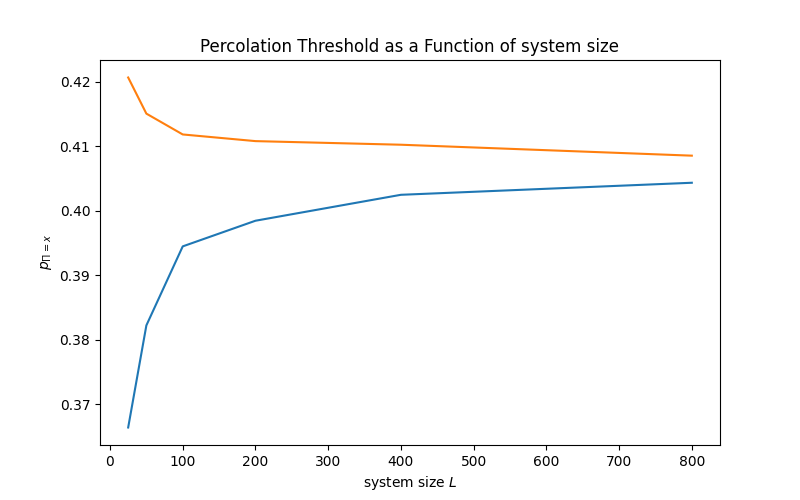 Percolation Threshold as a Function of system size
0.42
0.41
0.40
0.39
0.38
0.37
p_{Π=x}
0 100 200 300 400 500 600 700 800
system size L